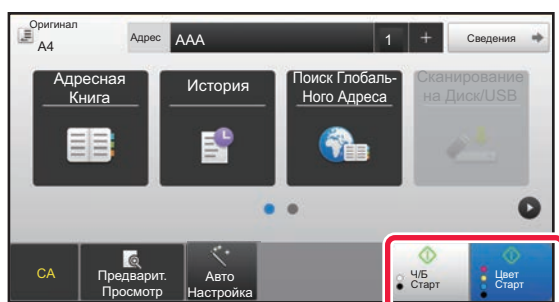 Оригинал
A4
Адрес
AAA
1
+
Сведения
Адресная
Книга
История
Поиск Глобаль-
Ного Адреса
Сканирование
на Диск/USB
CA
Предварит.
Просмотр
Авто
Настройка
Ч/Б
Старт
Цвет
Старт